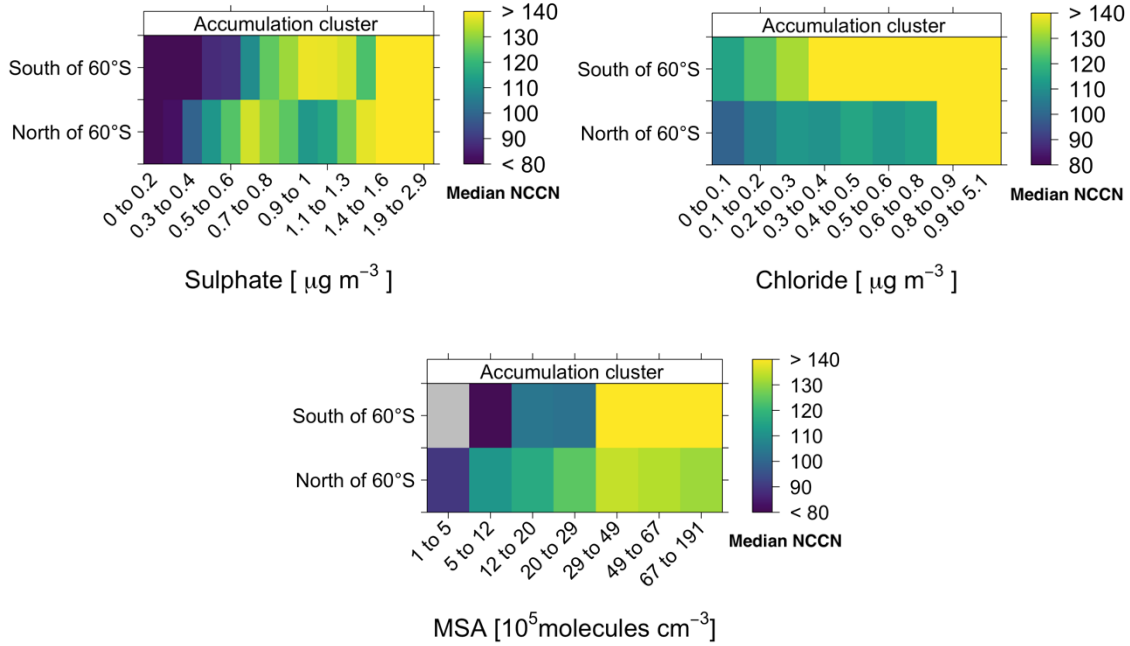 Accumulation cluster
South of 60°S
North of 60°S
0 to 0.2
0.3 to 0.4
0.5 to 0.6
0.7 to 0.8
0.9 to 1
1.1 to 1.3
1.4 to 1.6
1.9 to 2.9
Sulphate [ μg m⁻³ ]
> 140
130
120
110
100
90
< 80
Median NCCN
Accumulation cluster
South of 60°S
North of 60°S
0 to 0.1
0.1 to 0.2
0.2 to 0.3
0.3 to 0.4
0.4 to 0.5
0.5 to 0.6
0.6 to 0.8
0.8 to 0.9
0.9 to 5.1
Chloride [ μg m⁻³ ]
> 140
130
120
110
100
90
< 80
Median NCCN
Accumulation cluster
South of 60°S
North of 60°S
1 to 5
5 to 12
12 to 20
20 to 29
29 to 49
49 to 67
67 to 191
MSA [10⁵molecules cm⁻³]
> 140
130
120
110
100
90
< 80
Median NCCN